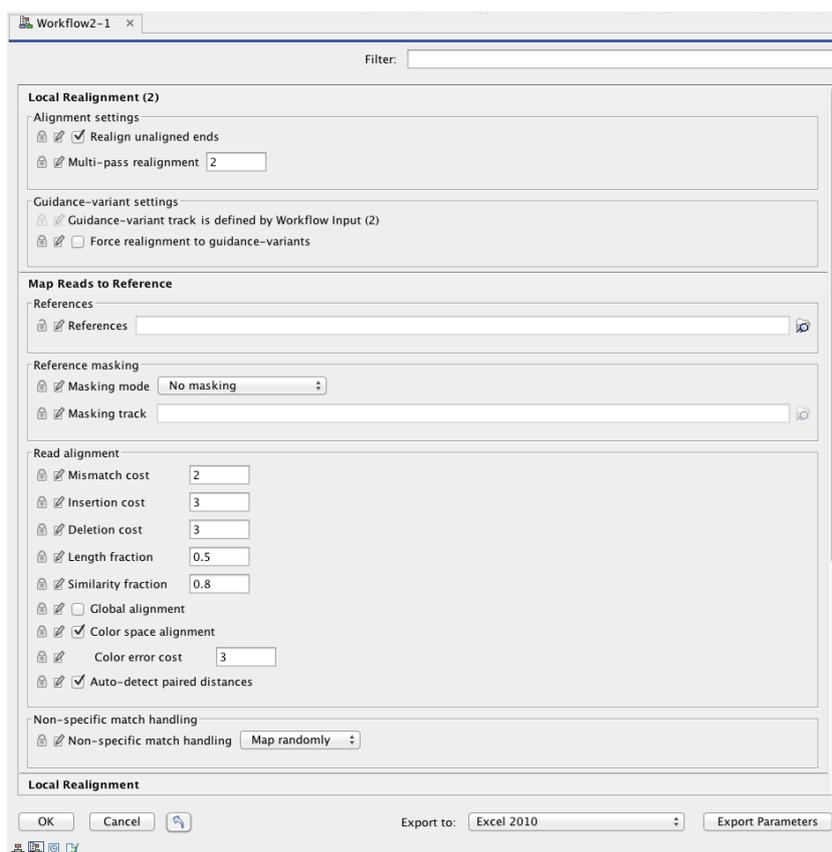 Workflow2-1 ×
Filter:
Local Realignment (2)
Alignment settings
Realign unaligned ends
Multi-pass realignment 2
Guidance-variant settings
Guidance-variant track is defined by Workflow Input (2)
Force realignment to guidance-variants
Map Reads to Reference
References
References
Reference masking
Masking mode No masking
Masking track
Read alignment
Mismatch cost 2
Insertion cost 3
Deletion cost 3
Length fraction 0.5
Similarity fraction 0.8
Global alignment
Color space alignment
Color error cost 3
Auto-detect paired distances
Non-specific match handling
Non-specific match handling Map randomly
Local Realignment
OK Cancel Export to: Excel 2010 Export Parameters